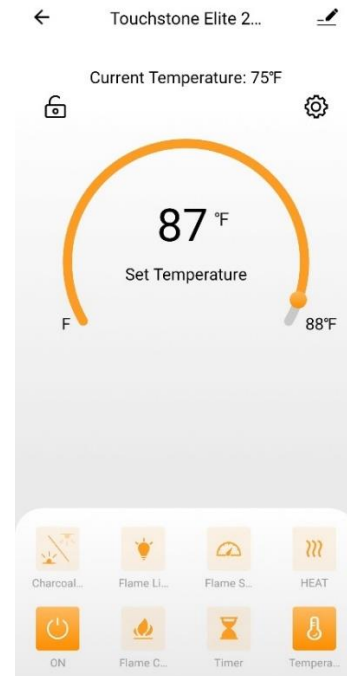 Touchstone Elite 2...
Current Temperature: 75°F
87 °F
Set Temperature
F 88°F
Charcoal... Flame Li... Flame S... HEAT
ON Flame C... Timer Tempera...